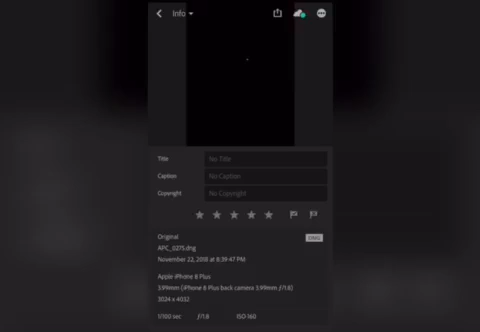 Info
Title
No Title
Caption
No Caption
Copyright
No Copyright
Original
DNG
APC_0275.dng
November 22, 2018 at 8:39:47 PM
Apple iPhone 8 Plus
3.99mm (iPhone 8 Plus back camera 3.99mm ƒ/1.8)
3024 x 4032
1/100 sec ƒ/1.8 ISO 160